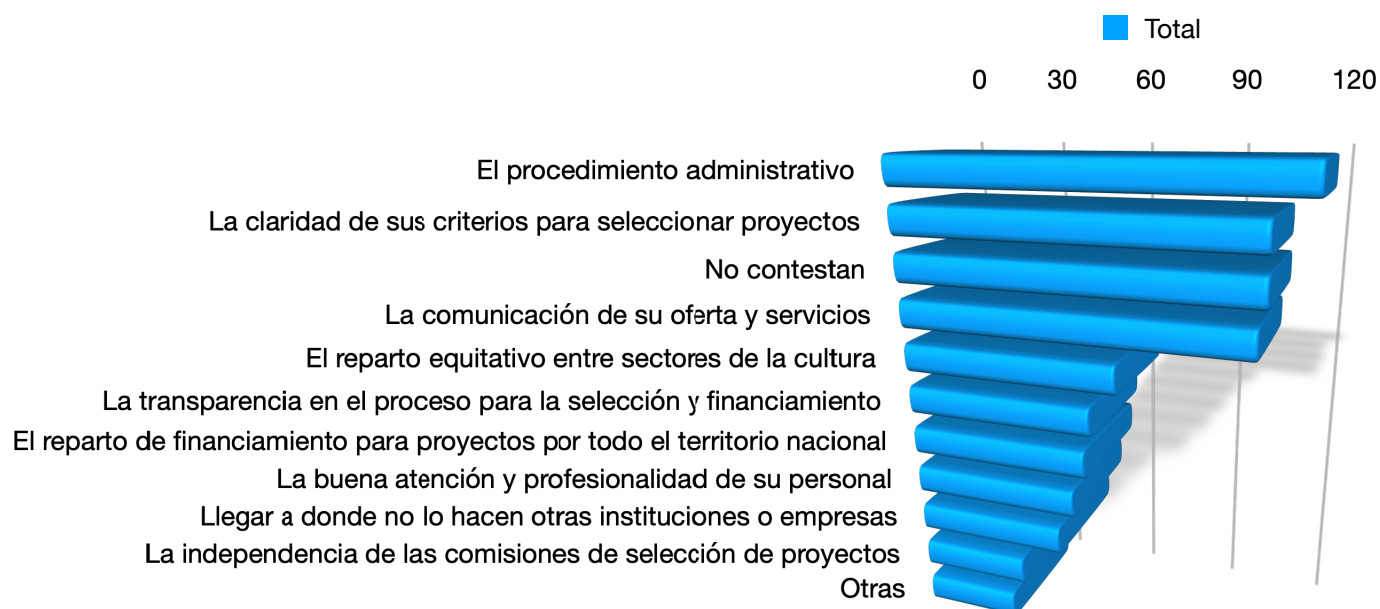 Total
0 30 60 90 120
El procedimiento administrativo
La claridad de sus criterios para seleccionar proyectos
No contestan
La comunicación de su oferta y servicios
El reparto equitativo entre sectores de la cultura
La transparencia en el proceso para la selección y financiamiento
El reparto de financiamiento para proyectos por todo el territorio nacional
La buena atención y profesionalidad de su personal
Llegar a donde no lo hacen otras instituciones o empresas
La independencia de las comisiones de selección de proyectos
Otras